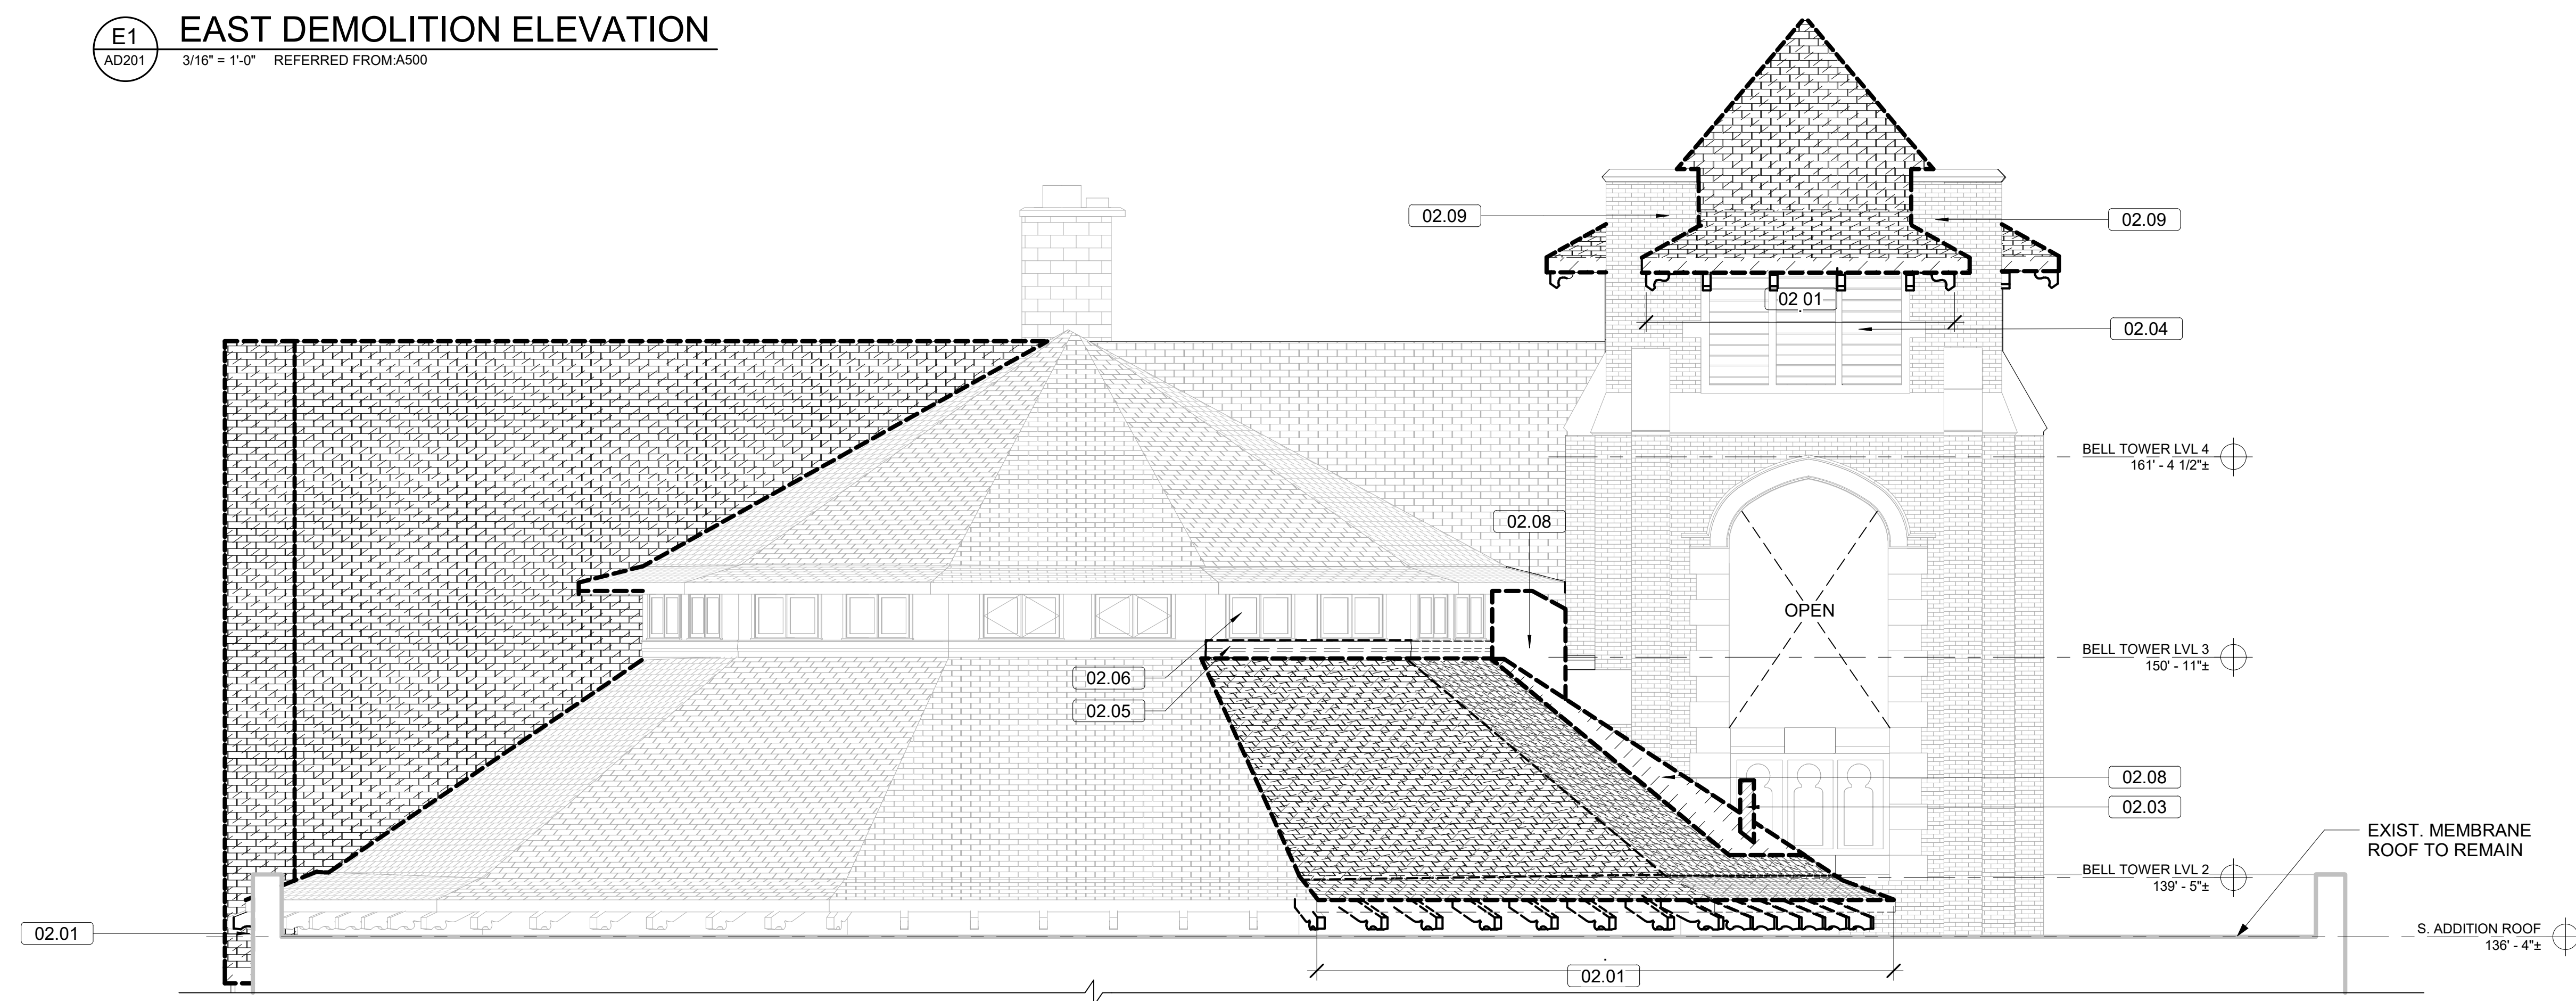 E1
AD201
EAST DEMOLITION ELEVATION
3/16" = 1'-0" REFERRED FROM:A500
02.09
02.09
02 01
02.04
BELL TOWER LVL 4
161' - 4 1/2"±
02.08
OPEN
BELL TOWER LVL 3
150' - 11"±
02.06
02.05
02.08
02.03
EXIST. MEMBRANE
ROOF TO REMAIN
BELL TOWER LVL 2
139' - 5"±
02.01
S. ADDITION ROOF
136' - 4"±
02.01